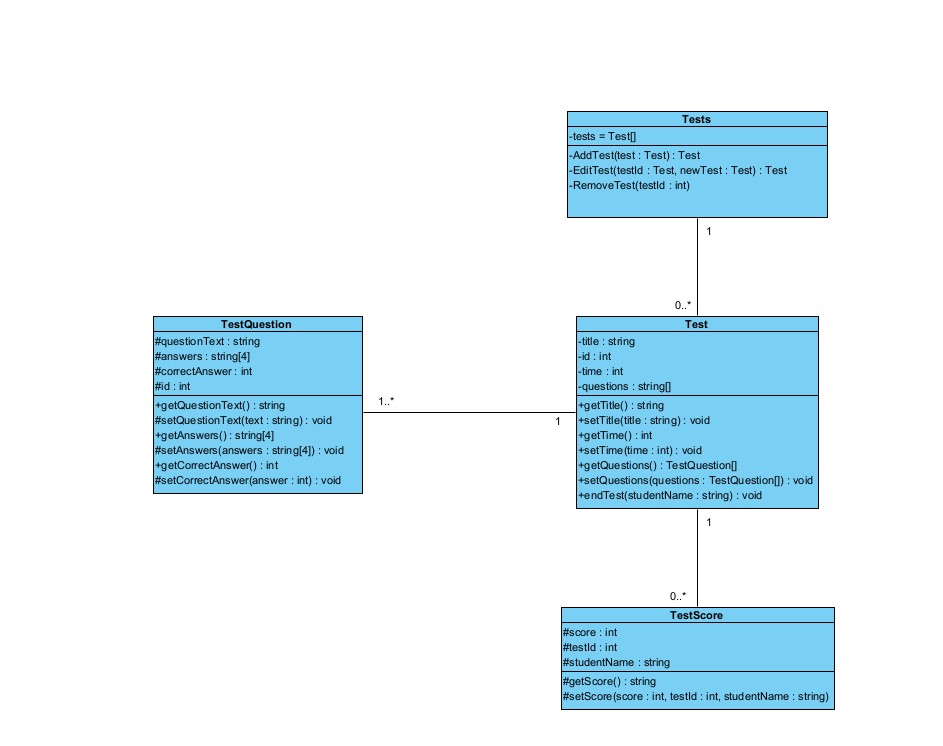 Tests
-tests = Test[]
-AddTest(test : Test) : Test
-EditTest(testId : Test, newTest : Test) : Test
-RemoveTest(testId : int)
1
0..*
TestQuestion
#questionText : string
#answers : string[4]
#correctAnswer : int
#id : int
+getQuestionText() : string
#setQuestionText(text : string) : void
+getAnswers() : string[4]
#setAnswers(answers : string[4]) : void
+getCorrectAnswer() : int
#setCorrectAnswer(answer : int) : void
1..*
1
Test
-title : string
-id : int
-time : int
-questions : string[]
+getTitle() : string
+setTitle(title : string) : void
+getTime() : int
+setTime(time : int) : void
+getQuestions() : TestQuestion[]
+setQuestions(questions : TestQuestion[]) : void
+endTest(studentName : string) : void
1
0..*
TestScore
#score : int
#testId : int
#studentName : string
#getScore() : string
#setScore(score : int, testId : int, studentName : string)